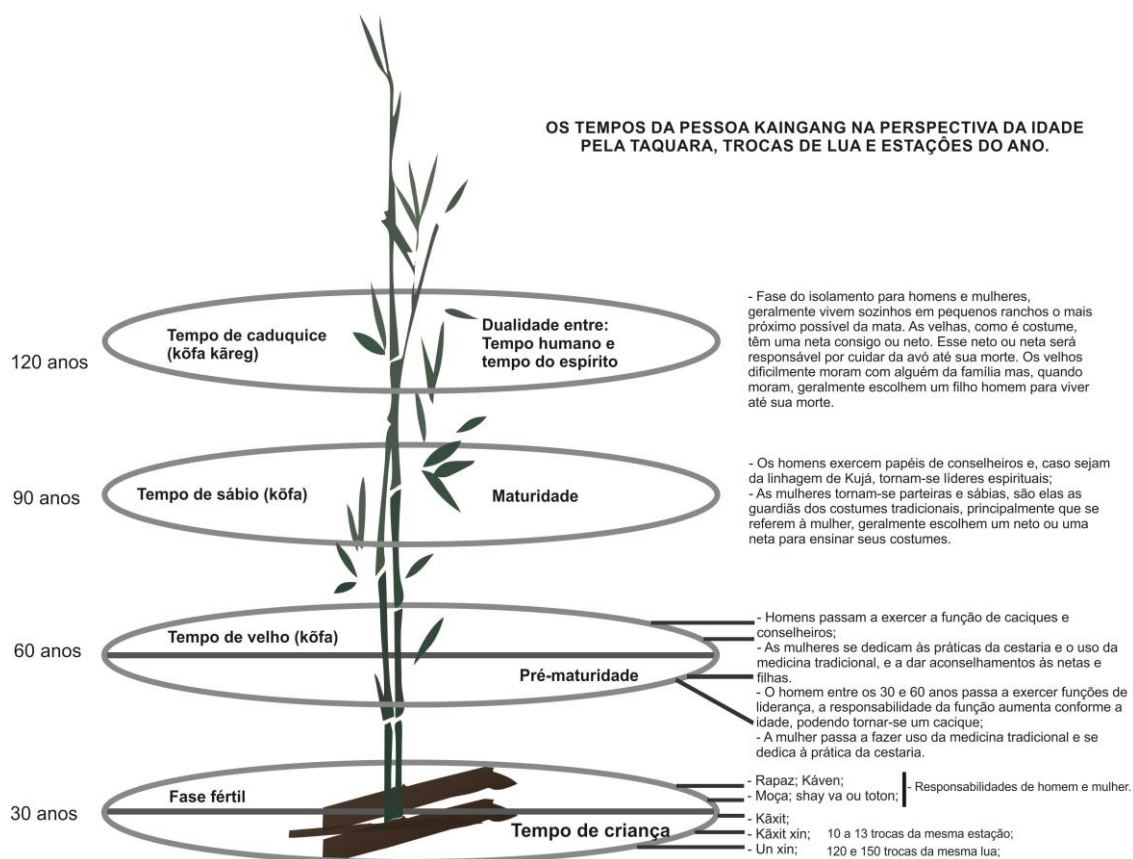 OS TEMPOS DA PESSOA KAINGANG NA PERSPECTIVA DA IDADE
PELA TAQUARA, TROCAS DE LUA E ESTAÇÔES DO ANO.
120 anos
Tempo de caduquice
(kõfa kãreg)
Dualidade entre:
Tempo humano e
tempo do espírito
- Fase do isolamento para homens e mulheres,
geralmente vivem sozinhos em pequenos ranchos o mais
próximo possível da mata. As velhas, como é costume,
têm uma neta consigo ou neto. Esse neto ou neta será
responsável por cuidar da avó até sua morte. Os velhos
dificilmente moram com alguém da família mas, quando
moram, geralmente escolhem um filho homem para viver
até sua morte.
90 anos
Tempo de sábio (kõfa)
Maturidade
- Os homens exercem papéis de conselheiros e, caso sejam
da linhagem de Kujá, tornam-se líderes espirituais;
- As mulheres tornam-se parteiras e sábias, são elas as
guardiãs dos costumes tradicionais, principalmente que se
referem à mulher, geralmente escolhem um neto ou uma
neta para ensinar seus costumes.
60 anos
Tempo de velho (kõfa)
Pré-maturidade
- Homens passam a exercer a função de caciques e
conselheiros;
- As mulheres se dedicam às práticas da cestaria e o uso da
medicina tradicional, e a dar aconselhamentos às netas e
filhas.
- O homem entre os 30 e 60 anos passa a exercer funções de
liderança, a responsabilidade da função aumenta conforme a
idade, podendo tornar-se um cacique;
- A mulher passa a fazer uso da medicina tradicional e se
dedica à prática da cestaria.
30 anos
Fase fértil
Tempo de criança
- Rapaz; Káven;
- Moça; shay va ou toton;
- Responsabilidades de homem e mulher.
- Kãxit;
- Kãxit xin; 10 a 13 trocas da mesma estação;
- Un xin; 120 e 150 trocas da mesma lua;